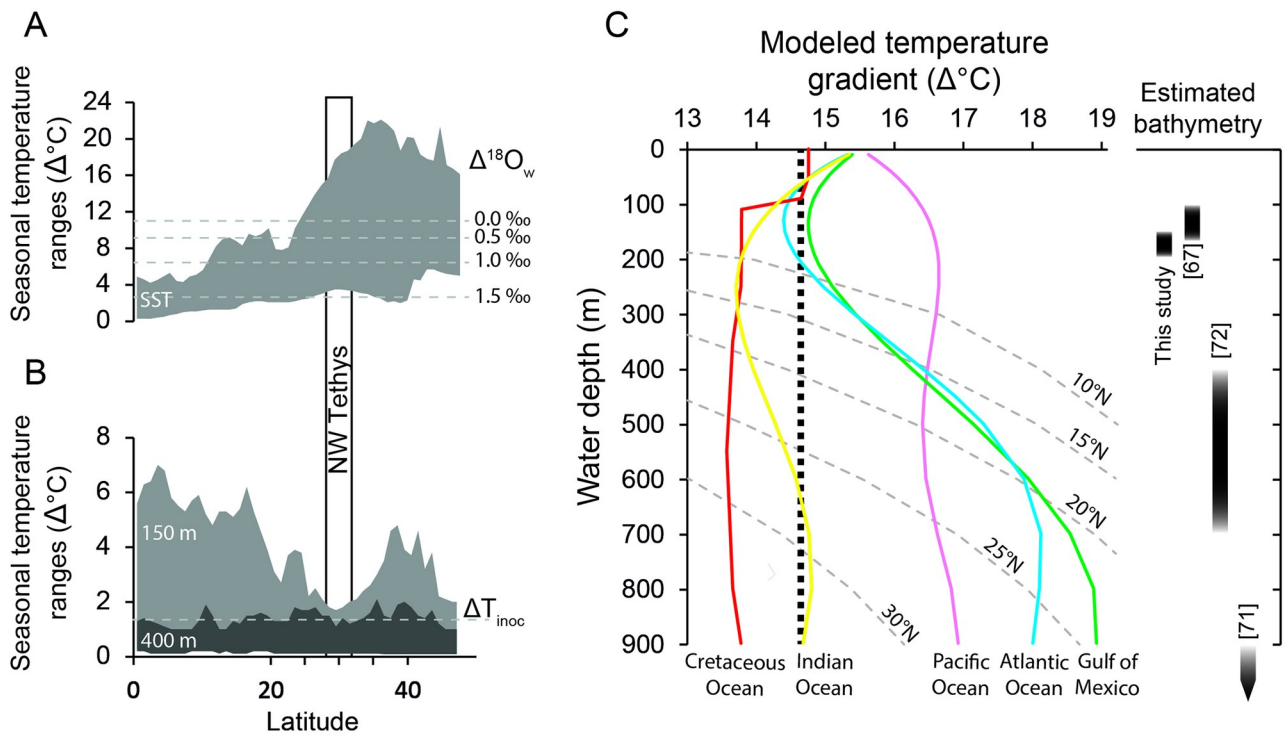 A
Seasonal temperature
ranges (Δ°C)
24
20
16
12
8
4
0
SST
Δ¹⁸Ow
0.0 ‰
0.5 ‰
1.0 ‰
1.5 ‰
NW Tethys
B
Seasonal temperature
ranges (Δ°C)
8
6
4
2
0
150 m
400 m
ΔTinoc
0
20
40
Latitude
C
Modeled temperature
gradient (Δ°C)
13
14
15
16
17
18
19
Water depth (m)
0
100
200
300
400
500
600
700
800
900
10°N
15°N
20°N
25°N
30°N
Cretaceous
Ocean
Indian
Ocean
Pacific
Ocean
Atlantic
Ocean
Gulf of
Mexico
Estimated
bathymetry
This study
[67]
[72]
[71]